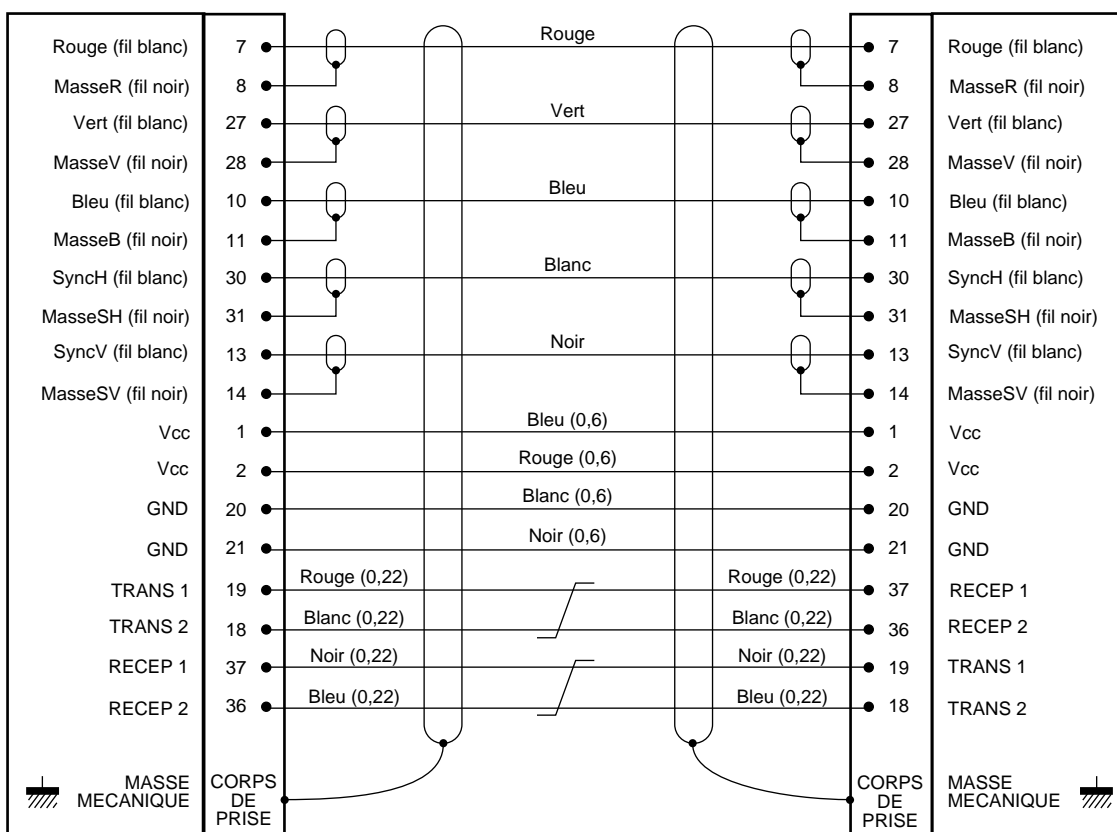 Rouge (fil blanc) 7 Rouge 7 Rouge (fil blanc)
MasseR (fil noir) 8 8 MasseR (fil noir)
Vert (fil blanc) 27 Vert 27 Vert (fil blanc)
MasseV (fil noir) 28 28 MasseV (fil noir)
Bleu (fil blanc) 10 Bleu 10 Bleu (fil blanc)
MasseB (fil noir) 11 11 MasseB (fil noir)
SyncH (fil blanc) 30 Blanc 30 SyncH (fil blanc)
MasseSH (fil noir) 31 31 MasseSH (fil noir)
SyncV (fil blanc) 13 Noir 13 SyncV (fil blanc)
MasseSV (fil noir) 14 14 MasseSV (fil noir)
Vcc 1 Bleu (0,6) 1 Vcc
Vcc 2 Rouge (0,6) 2 Vcc
GND 20 Blanc (0,6) 20 GND
GND 21 Noir (0,6) 21 GND
TRANS 1 19 Rouge (0,22) Rouge (0,22) 37 RECEP 1
TRANS 2 18 Blanc (0,22) Blanc (0,22) 36 RECEP 2
RECEP 1 37 Noir (0,22) Noir (0,22) 19 TRANS 1
RECEP 2 36 Bleu (0,22) Bleu (0,22) 18 TRANS 2
MASSE CORPS CORPS MASSE
MECANIQUE DE DE MECANIQUE
PRISE PRISE